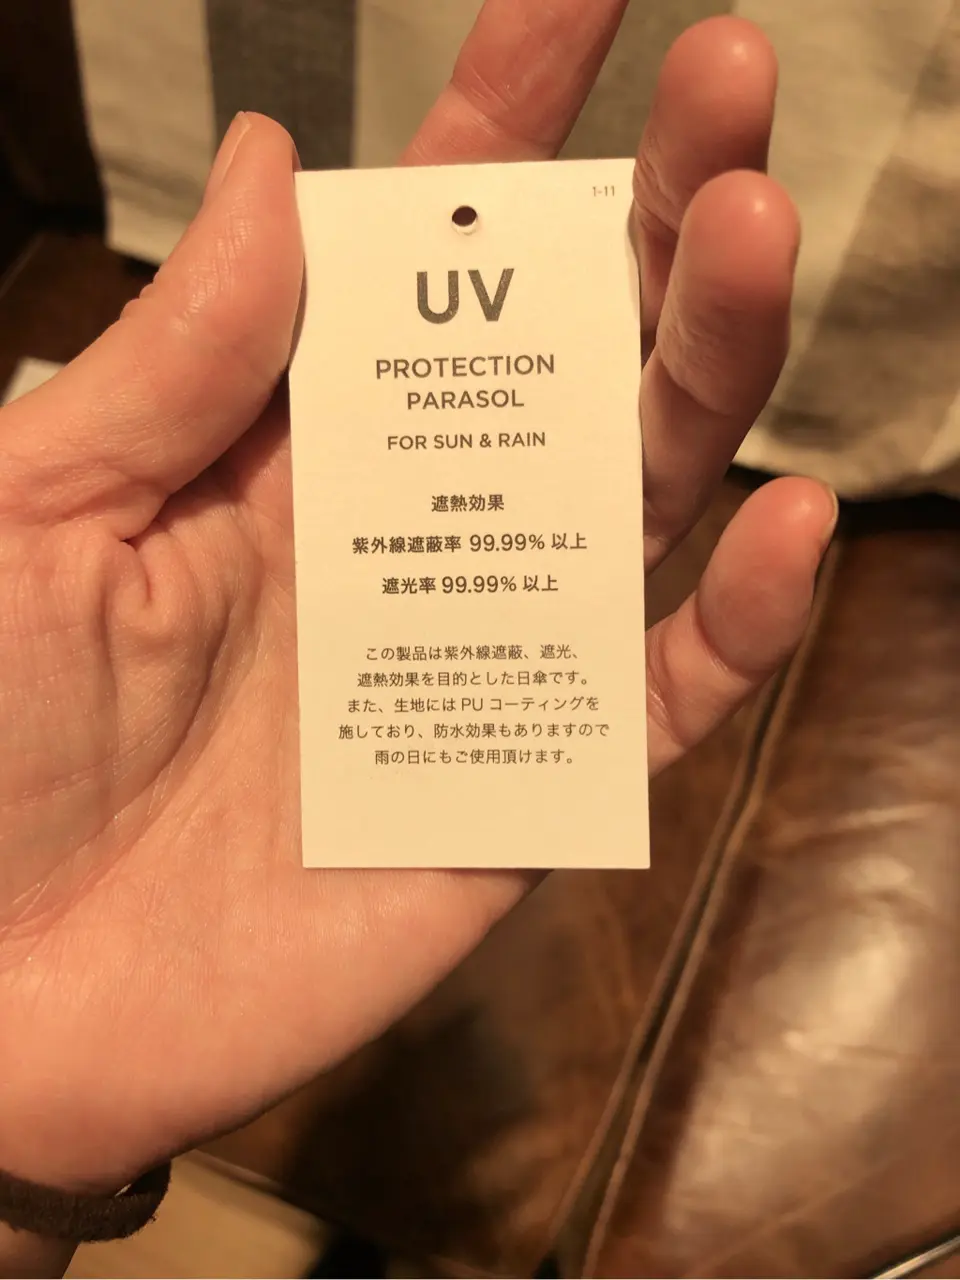 1-11
UV
PROTECTION
PARASOL
FOR SUN & RAIN
遮熱効果
紫外線遮蔽率 99.99% 以上
遮光率 99.99% 以上
この製品は紫外線遮蔽、遮光、
遮熱効果を目的とした日傘です。
また、生地には PU コーティングを
施しており、防水効果もありますので
雨の日にもご使用頂けます。